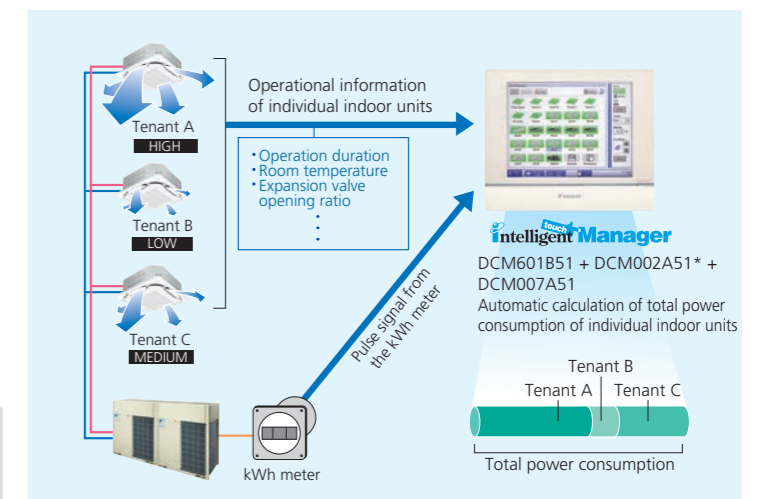 Tenant A
HIGH
Tenant B
LOW
Tenant C
MEDIUM
Operational information
of individual indoor units
・Operation duration
・Room temperature
・Expansion valve
opening ratio
Pulse signal from
the kWh meter
kWh meter
DAIKIN
intelligent touch Manager
DCM601B51 + DCM002A51* +
DCM007A51
Automatic calculation of total power
consumption of individual indoor units
Tenant B
Tenant A
Tenant C
Total power consumption